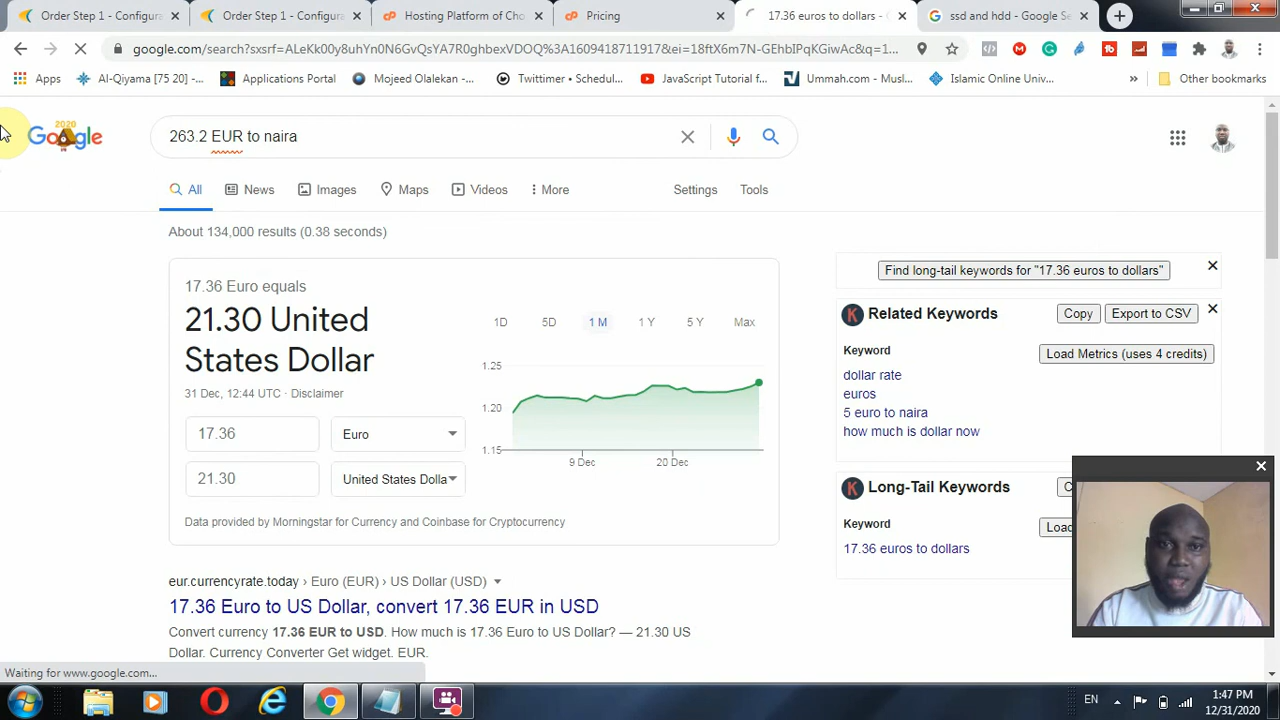 Order Step 1 - Configura
Order Step 1 - Configura
Hosting Platform of Choi
Pricing
17.36 euros to dollars -
ssd and hdd - Google Se
google.com/search?sxsrf=ALeKk00y8uhYn0N6GQsYA7R0ghbexVDOQ%3A1609418711917&ei=18ftX6m7N-GEhbIPqKGiwAc&q=1...
Apps
Al-Qiyama [75 20] -...
Applications Portal
Mojeed Olalekan...
Twittimer • Schedul...
JavaScript Tutorial f...
Ummah.com - Musl...
Islamic Online Univ...
»
Other bookmarks
2020
Google
263.2 EUR to naira
All
News
Images
Maps
Videos
More
Settings
Tools
About 134,000 results (0.38 seconds)
17.36 Euro equals
21.30 United
States Dollar
31 Dec, 12:44 UTC · Disclaimer
17.36
Euro
21.30
United States Dolla
1D
5D
1 M
1 Y
5 Y
Max
1.25
1.20
1.15
9 Dec
20 Dec
Data provided by Morningstar for Currency and Coinbase for Cryptocurrency
eur.currencyrate.today › Euro (EUR) › US Dollar (USD)
17.36 Euro to US Dollar, convert 17.36 EUR in USD
Convert currency 17.36 EUR to USD. How much is 17.36 Euro to US Dollar? — 21.30 US
Dollar. Currency Converter Get widget. EUR.
Find long-tail keywords for "17.36 euros to dollars"
Related Keywords
Copy
Export to CSV
Keyword
Load Metrics (uses 4 credits)
dollar rate
euros
5 euro to naira
how much is dollar now
Long-Tail Keywords
C
Keyword
Load
17.36 euros to dollars
Waiting for www.google.com...
EN
1:47 PM
12/31/2020